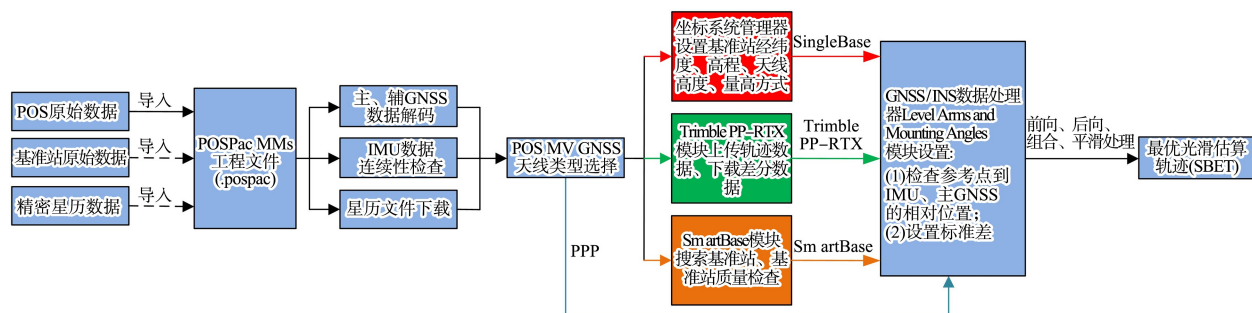 POS原始数据
导入
基准站原始数据
导入
精密星历数据
导入
POSPac MMs
工程文件
(.pospac)
主、辅GNSS
数据解码
IMU数据
连续性检查
星历文件下载
POS MV GNSS
天线类型选择
PPP
坐标系统管理器
设置基准站经纬
度、高程、天线
高度、量高方式
SingleBase
Trimble PP-RTX
模块上传轨迹数
据、下载差分数
据
Trimble
PP-RTX
Sm artBase模块
搜索基准站、基
准站质量检查
Sm artBase
GNSS/INS数据处理
器Level Arms and
Mounting Angles
模块设置:
(1)检查参考点到
IMU、主GNSS
的相对位置；
(2)设置标准差
前向、后向、
组合、平滑处理
最优光滑估算
轨迹(SBET)